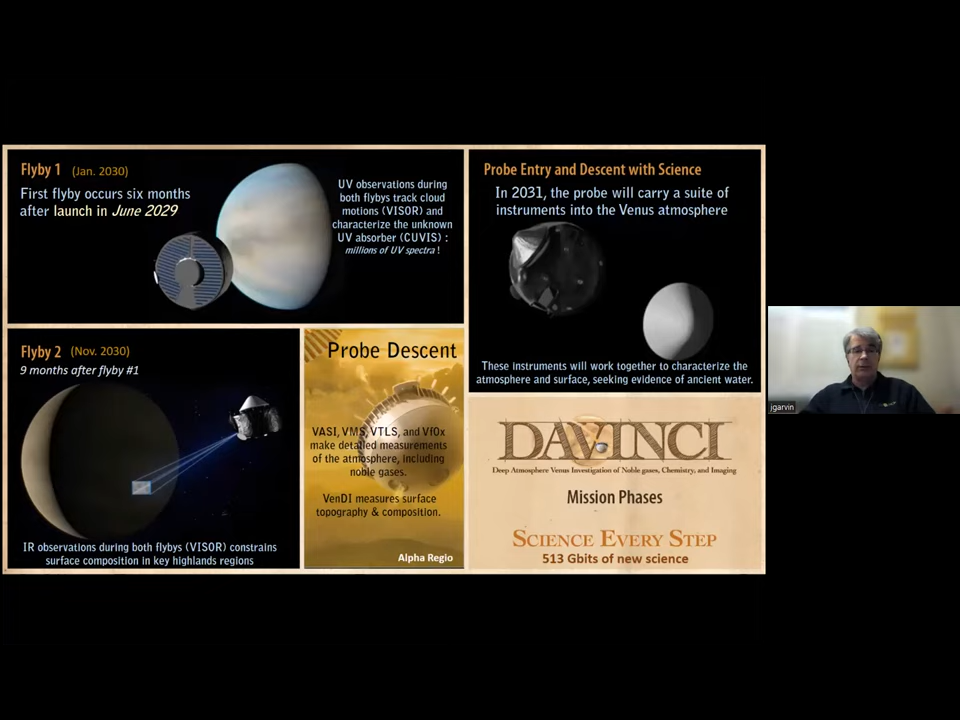 Flyby 1 (Jan. 2030)
First flyby occurs six months
after launch in June 2029
UV observations during
both flybys track cloud
motions (VISOR) and
characterize the unknown
UV absorber (CUVIS) :
millions of UV spectra !
Probe Entry and Descent with Science
In 2031, the probe will carry a suite of
instruments into the Venus atmosphere
These instruments will work together to characterize the
atmosphere and surface, seeking evidence of ancient water.
Flyby 2 (Nov. 2030)
9 months after flyby #1
IR observations during both flybys (VISOR) constrains
surface composition in key highlands regions
Probe Descent
VASI, VMS, VTLS, and VfOx
make detailed measurements
of the atmosphere, including
noble gases.
VenDI measures surface
topography & composition.
Alpha Regio
DAVINCI
Deep Atmosphere Venus Investigation of Noble gases, Chemistry, and Imaging
Mission Phases
SCIENCE EVERY STEP
513 Gbits of new science
jgarvin